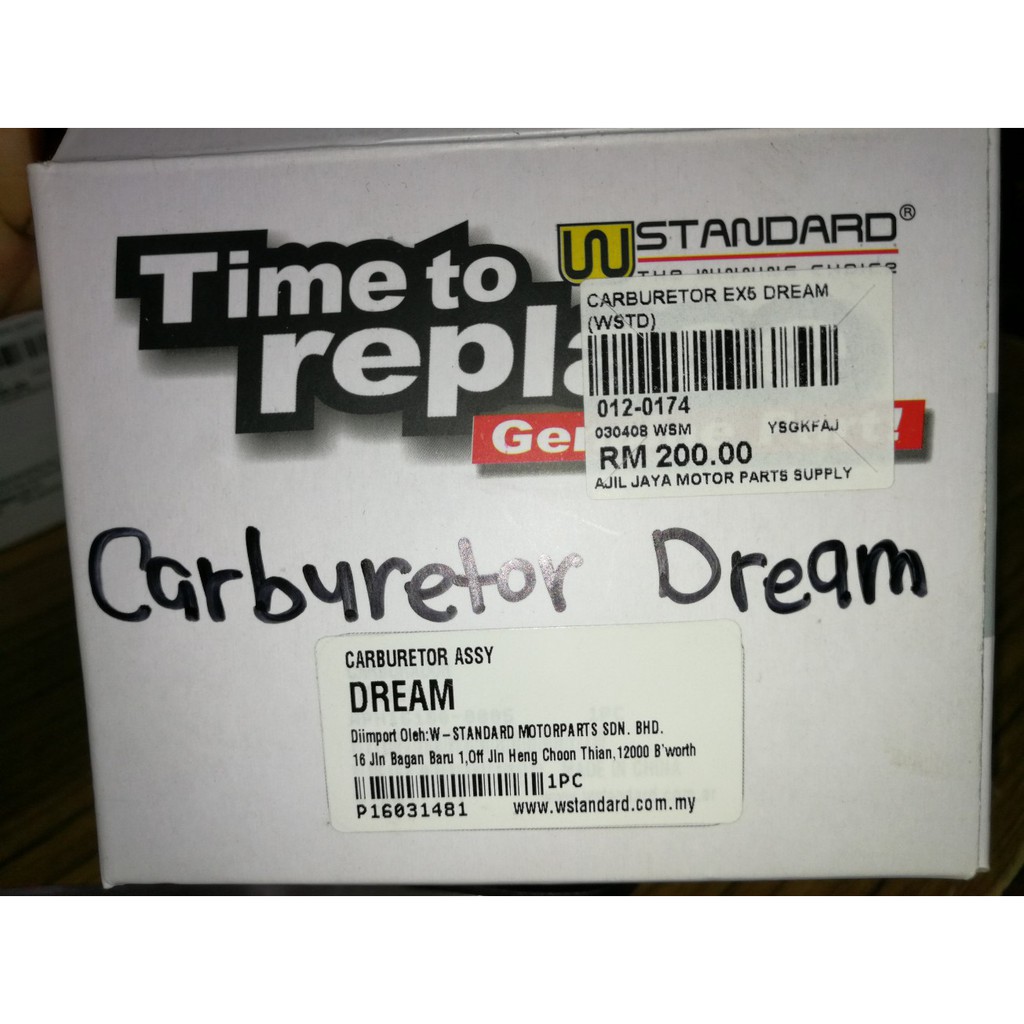 Time to
W STANDARD®
CARBURETOR EX5 DREAM
(WSTD)
012-0174
030408 WSM YSGKFAJ
RM 200.00
AJIL JAYA MOTOR PARTS SUPPLY
Carburetor Dream
CARBURETOR ASSY
DREAM
Diimport Oleh:W-STANDARD MOTORPARTS SDN. BHD.
16 Jln Bagan Baru 1,Off Jln Heng Choon Thian,12000 B'worth
1PC
P16031481 www.wstandard.com.my